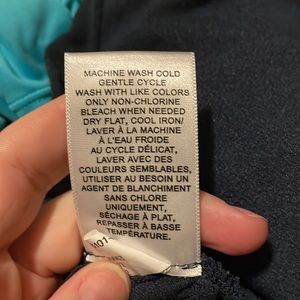 MACHINE WASH COLD
GENTLE CYCLE
WASH WITH LIKE COLORS
ONLY NON-CHLORINE
BLEACH WHEN NEEDED
DRY FLAT, COOL IRON/
LAVER À LA MACHINE
À L'EAU FROIDE
AU CYCLE DÉLICAT,
LAVER AVEC DES
COULEURS SEMBLABLES,
UTILISER AU BESOIN UN
AGENT DE BLANCHIMENT
SANS CHLORE
UNIQUEMENT,
SÉCHAGE À PLAT,
REPASSER À BASSE
TEMPÉRATURE.